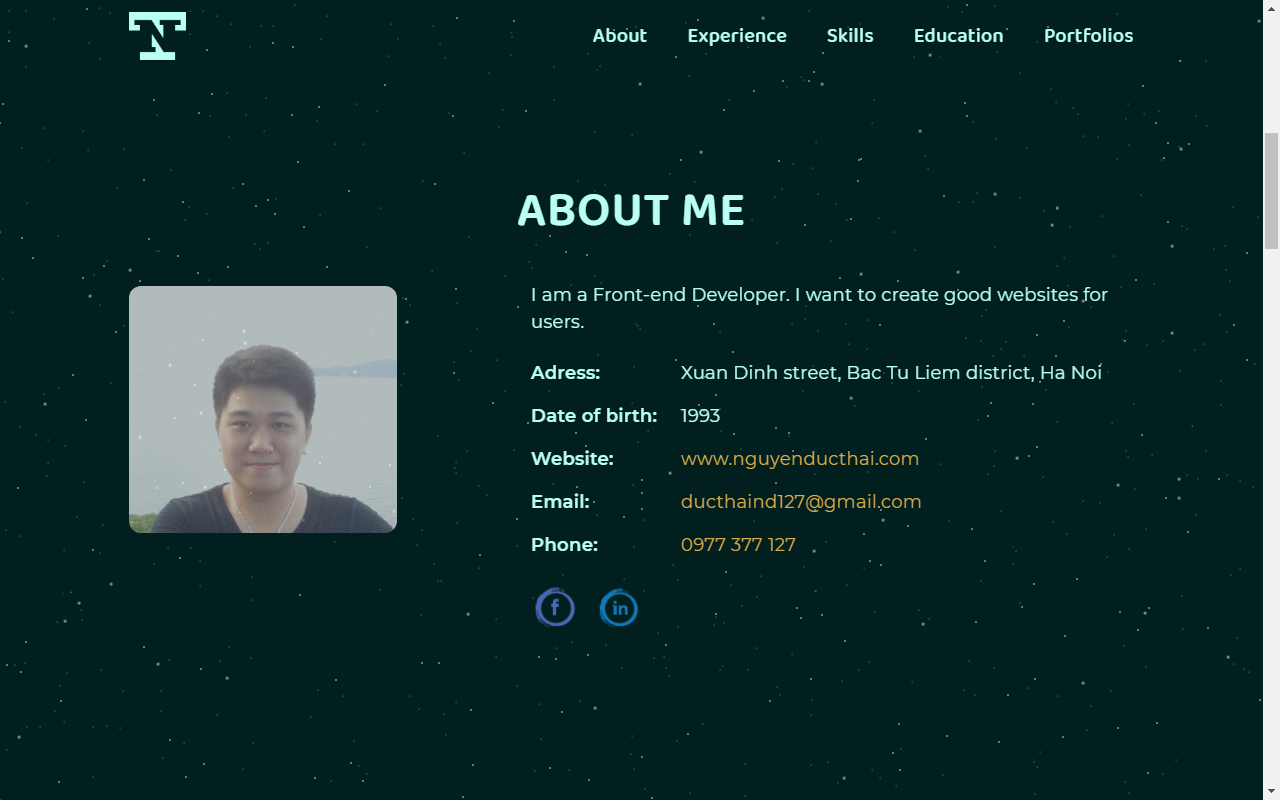 About Experience Skills Education Portfolios
ABOUT ME
I am a Front-end Developer. I want to create good websites for
users.
Adress: Xuan Dinh street, Bac Tu Liem district, Ha Noi
Date of birth: 1993
Website: www.nguyenducthai.com
Email: ducthaind127@gmail.com
Phone: 0977 377 127
f in